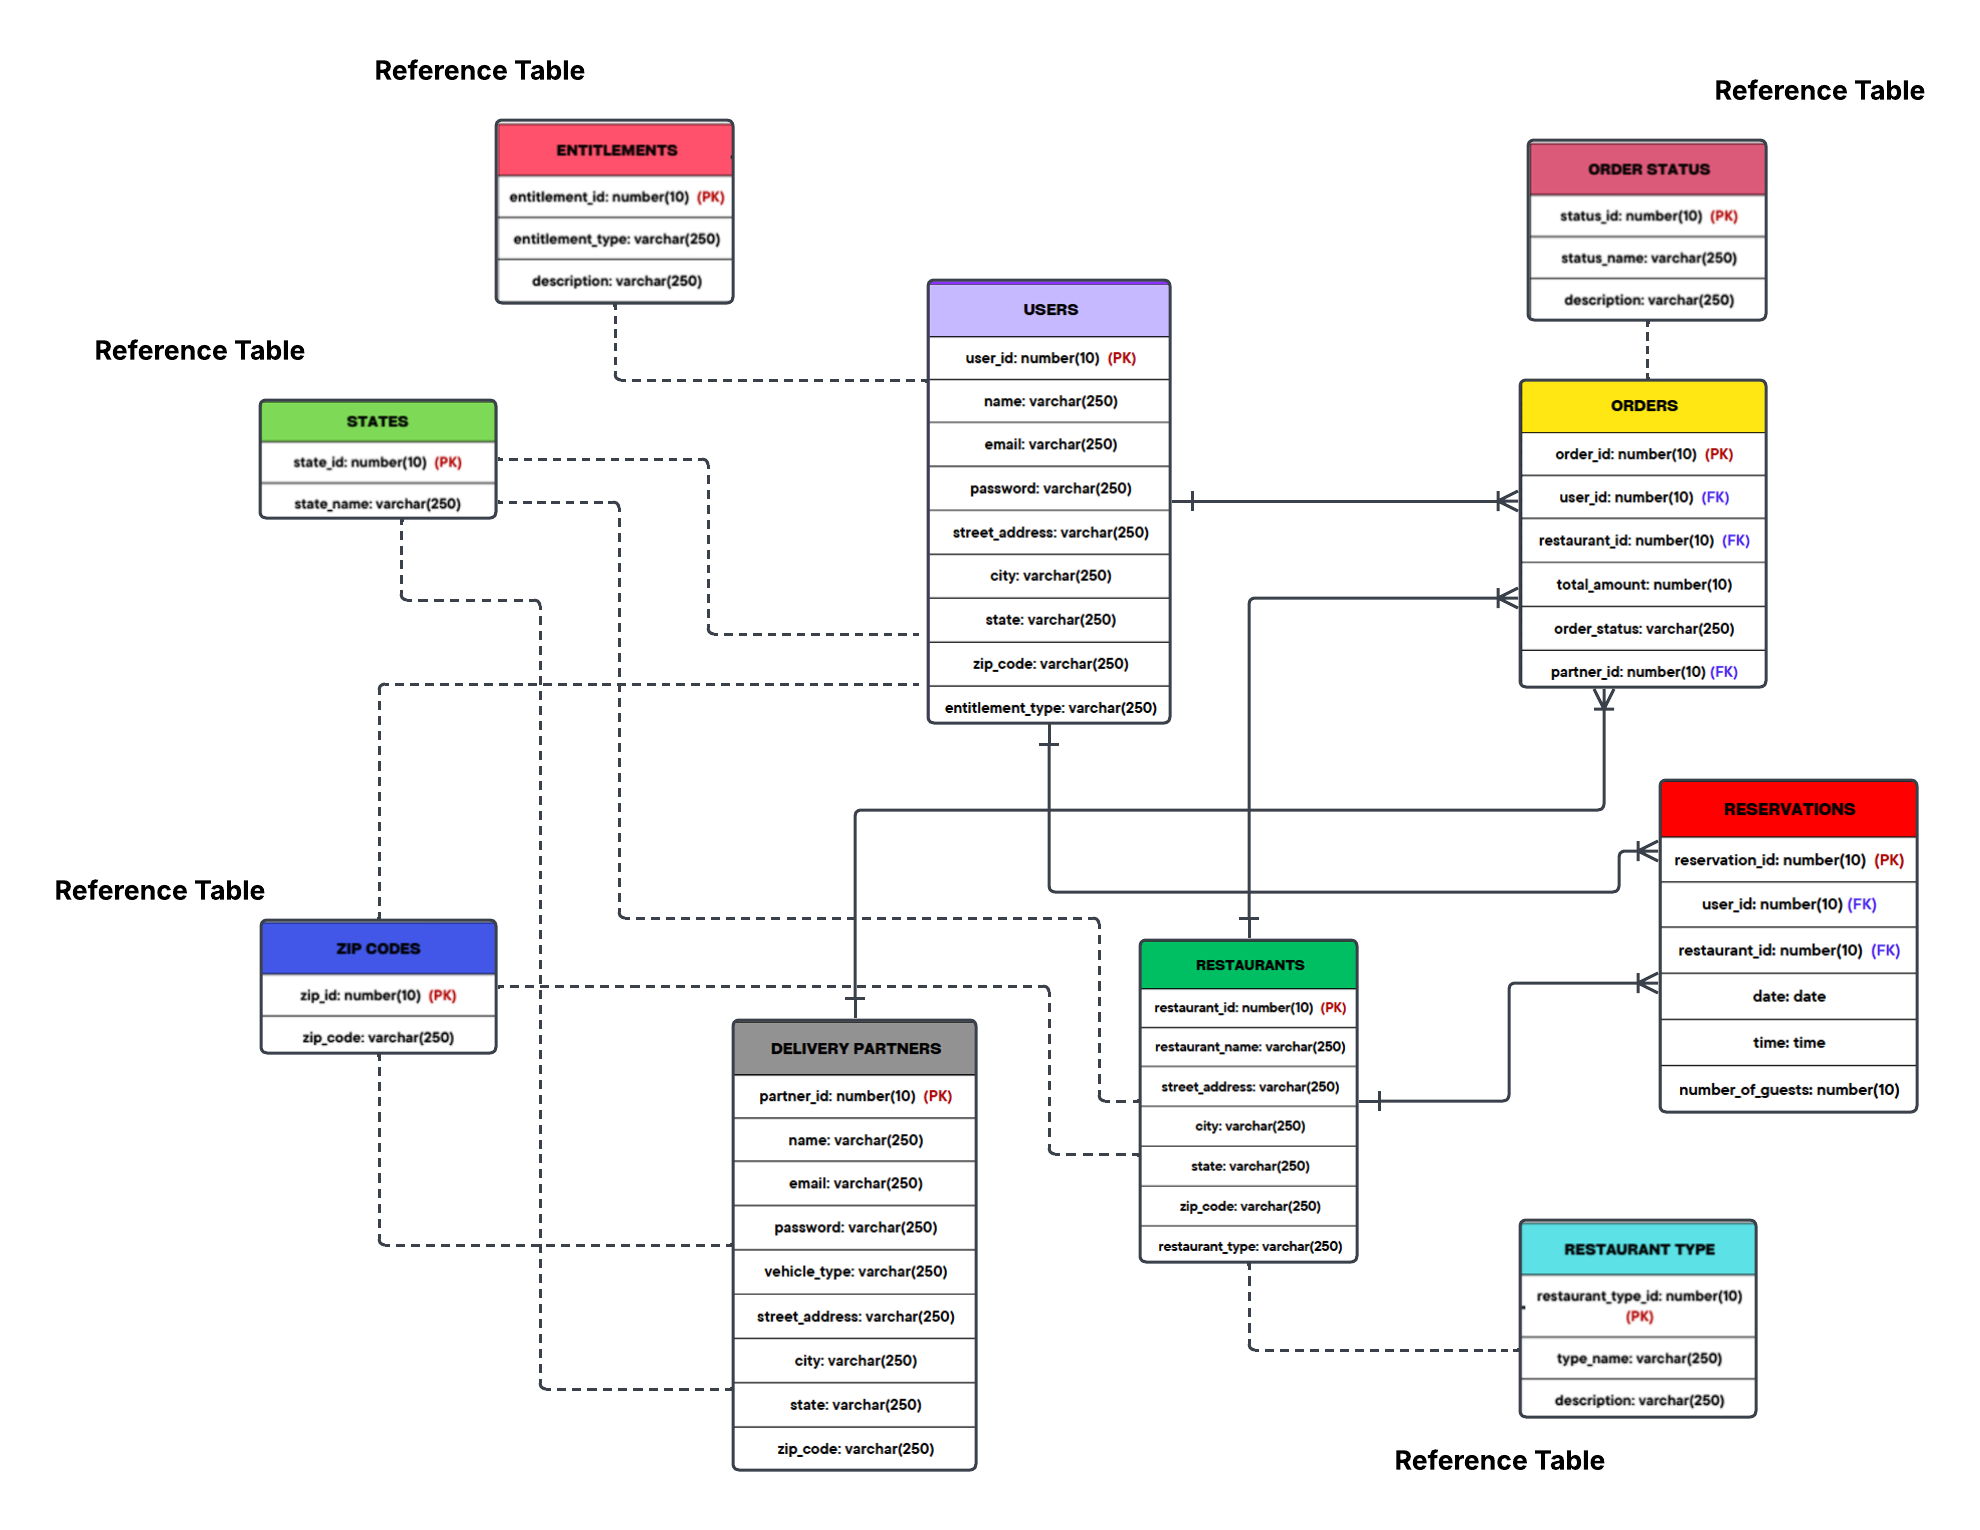 Reference Table
ENTITLEMENTS
entitlement_id: number(10) (PK)
entitlement_type: varchar(250)
description: varchar(250)
Reference Table
ORDER STATUS
status_id: number(10) (PK)
status_name: varchar(250)
description: varchar(250)
USERS
user_id: number(10) (PK)
name: varchar(250)
email: varchar(250)
password: varchar(250)
street_address: varchar(250)
city: varchar(250)
state: varchar(250)
zip_code: varchar(250)
entitlement_type: varchar(250)
Reference Table
STATES
state_id: number(10) (PK)
state_name: varchar(250)
ORDERS
order_id: number(10) (PK)
user_id: number(10) (FK)
restaurant_id: number(10) (FK)
total_amount: number(10)
order_status: varchar(250)
partner_id: number(10) (FK)
RESERVATIONS
reservation_id: number(10) (PK)
user_id: number(10) (FK)
restaurant_id: number(10) (FK)
date: date
time: time
number_of_guests: number(10)
Reference Table
ZIP CODES
zip_id: number(10) (PK)
zip_code: varchar(250)
RESTAURANTS
restaurant_id: number(10) (PK)
restaurant_name: varchar(250)
street_address: varchar(250)
city: varchar(250)
state: varchar(250)
zip_code: varchar(250)
restaurant_type: varchar(250)
DELIVERY PARTNERS
partner_id: number(10) (PK)
name: varchar(250)
email: varchar(250)
password: varchar(250)
vehicle_type: varchar(250)
street_address: varchar(250)
city: varchar(250)
state: varchar(250)
zip_code: varchar(250)
RESTAURANT TYPE
restaurant_type_id: number(10)
(PK)
type_name: varchar(250)
description: varchar(250)
Reference Table